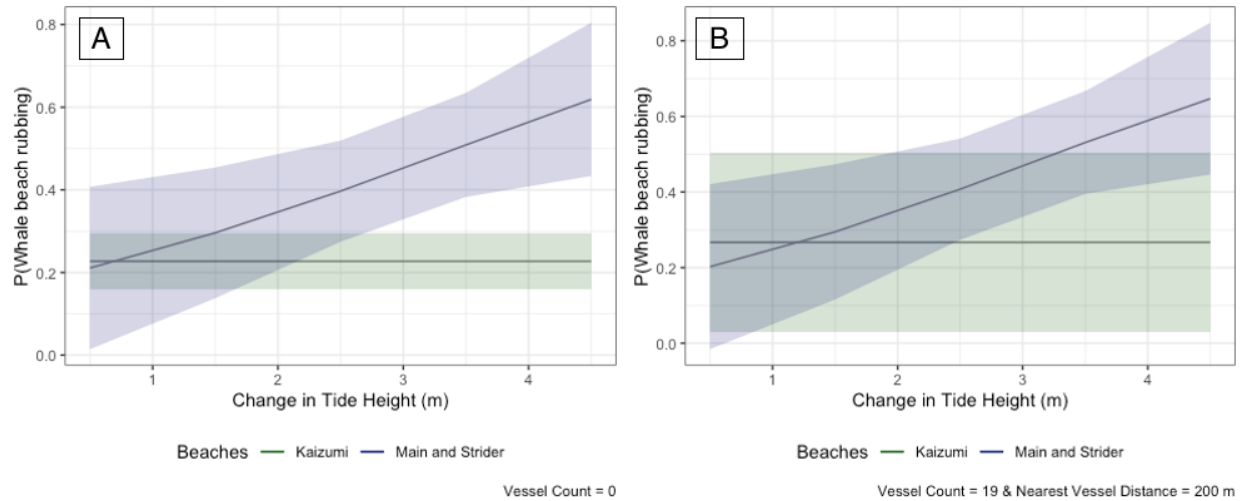 A
P(Whale beach rubbing)
0.8
0.6
0.4
0.2
0.0
1 2 3 4
Change in Tide Height (m)
Beaches Kaizumi Main and Strider
Vessel Count = 0
B
P(Whale beach rubbing)
0.8
0.6
0.4
0.2
0.0
1 2 3 4
Change in Tide Height (m)
Beaches Kaizumi Main and Strider
Vessel Count = 19 & Nearest Vessel Distance = 200 m